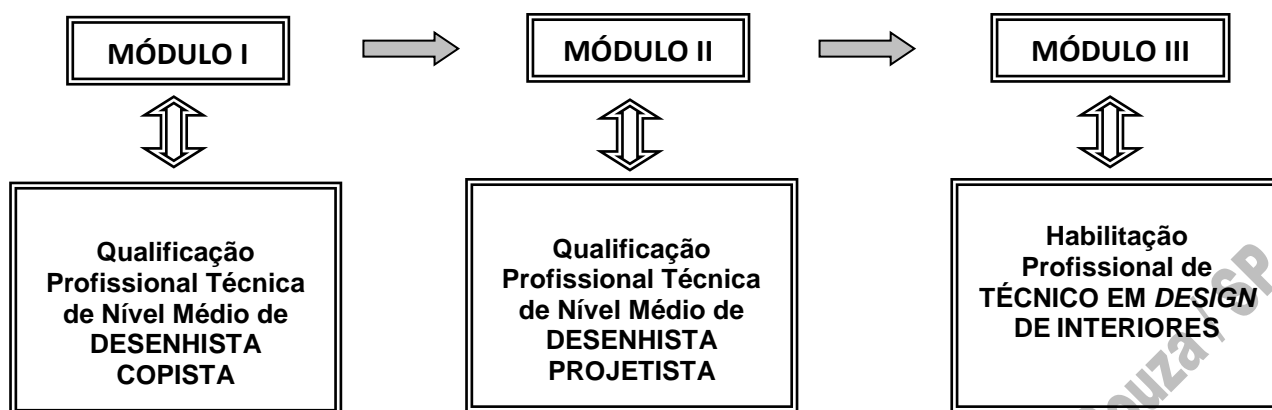 MÓDULO I
MÓDULO II
MÓDULO III
Qualificação
Profissional Técnica
de Nível Médio de
DESENHISTA
COPISTA
Qualificação
Profissional Técnica
de Nível Médio de
DESENHISTA
PROJETISTA
Habilitação
Profissional de
TÉCNICO EM DESIGN
DE INTERIORES
/ SP